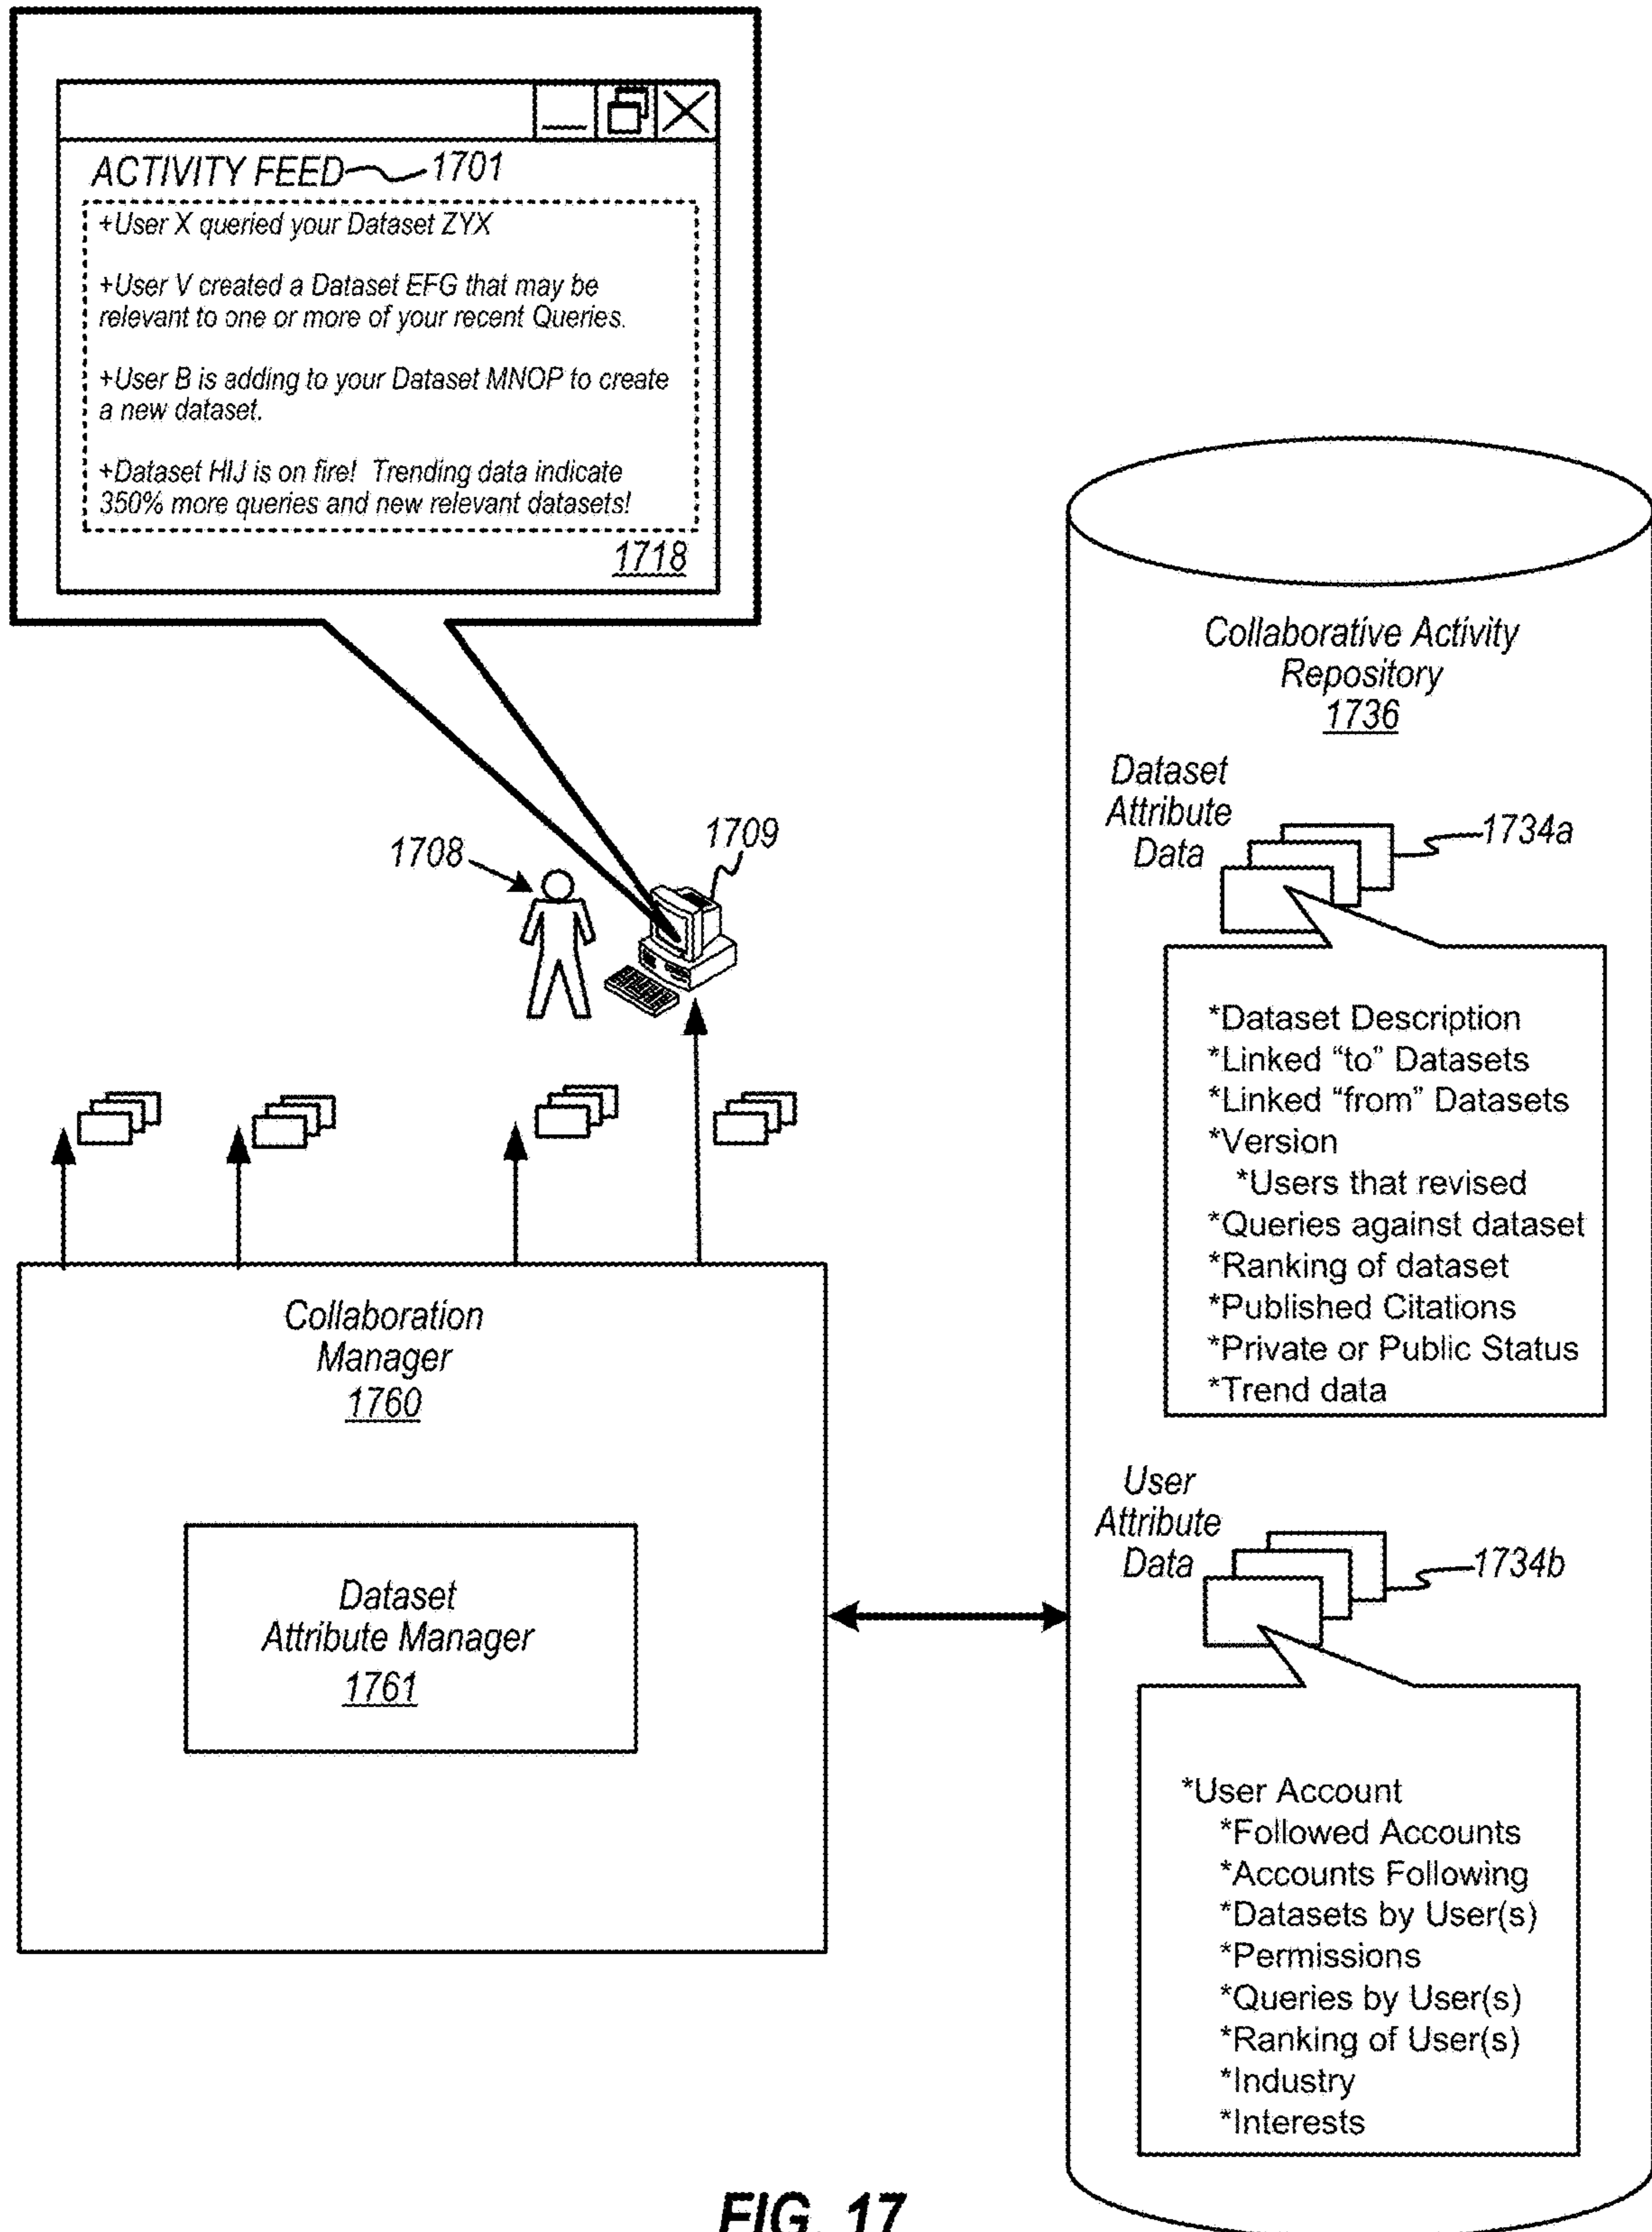 ACTIVITY FEED 1701
+User X queried your Dataset ZYX
+User V created a Dataset EFG that may be
relevant to one or more of your recent Queries.
+User B is adding to your Dataset MNOP to create
a new dataset.
+Dataset HIJ is on fire! Trending data indicate
350% more queries and new relevant datasets!
1718
1708
1709
Collaboration
Manager
1760
Dataset
Attribute Manager
1761
Collaborative Activity
Repository
1736
Dataset
Attribute
Data
1734a
*Dataset Description
*Linked “to” Datasets
*Linked “from” Datasets
*Version
*Users that revised
*Queries against dataset
*Ranking of dataset
*Published Citations
*Private or Public Status
*Trend data
User
Attribute
Data
1734b
*User Account
*Followed Accounts
*Accounts Following
*Datasets by User(s)
*Permissions
*Queries by User(s)
*Ranking of User(s)
*Industry
*Interests
FIG. 17